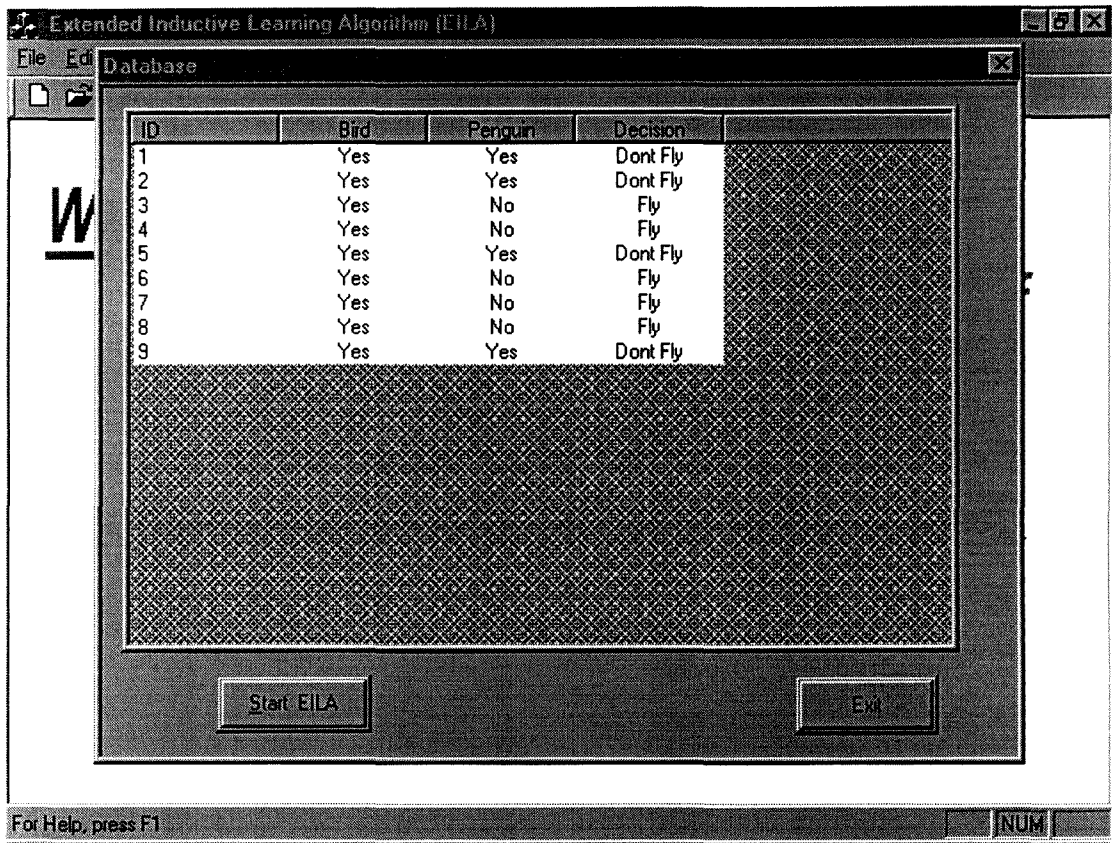 Extended Inductive Learning Algorithm (EILA)
File Edi
Database
ID Bird Penguin Decision
1 Yes Yes Dont Fly
2 Yes Yes Dont Fly
3 Yes No Fly
4 Yes No Fly
5 Yes Yes Dont Fly
6 Yes No Fly
7 Yes No Fly
8 Yes No Fly
9 Yes Yes Dont Fly
W
Start EILA Exit
For Help, press F1 NUM